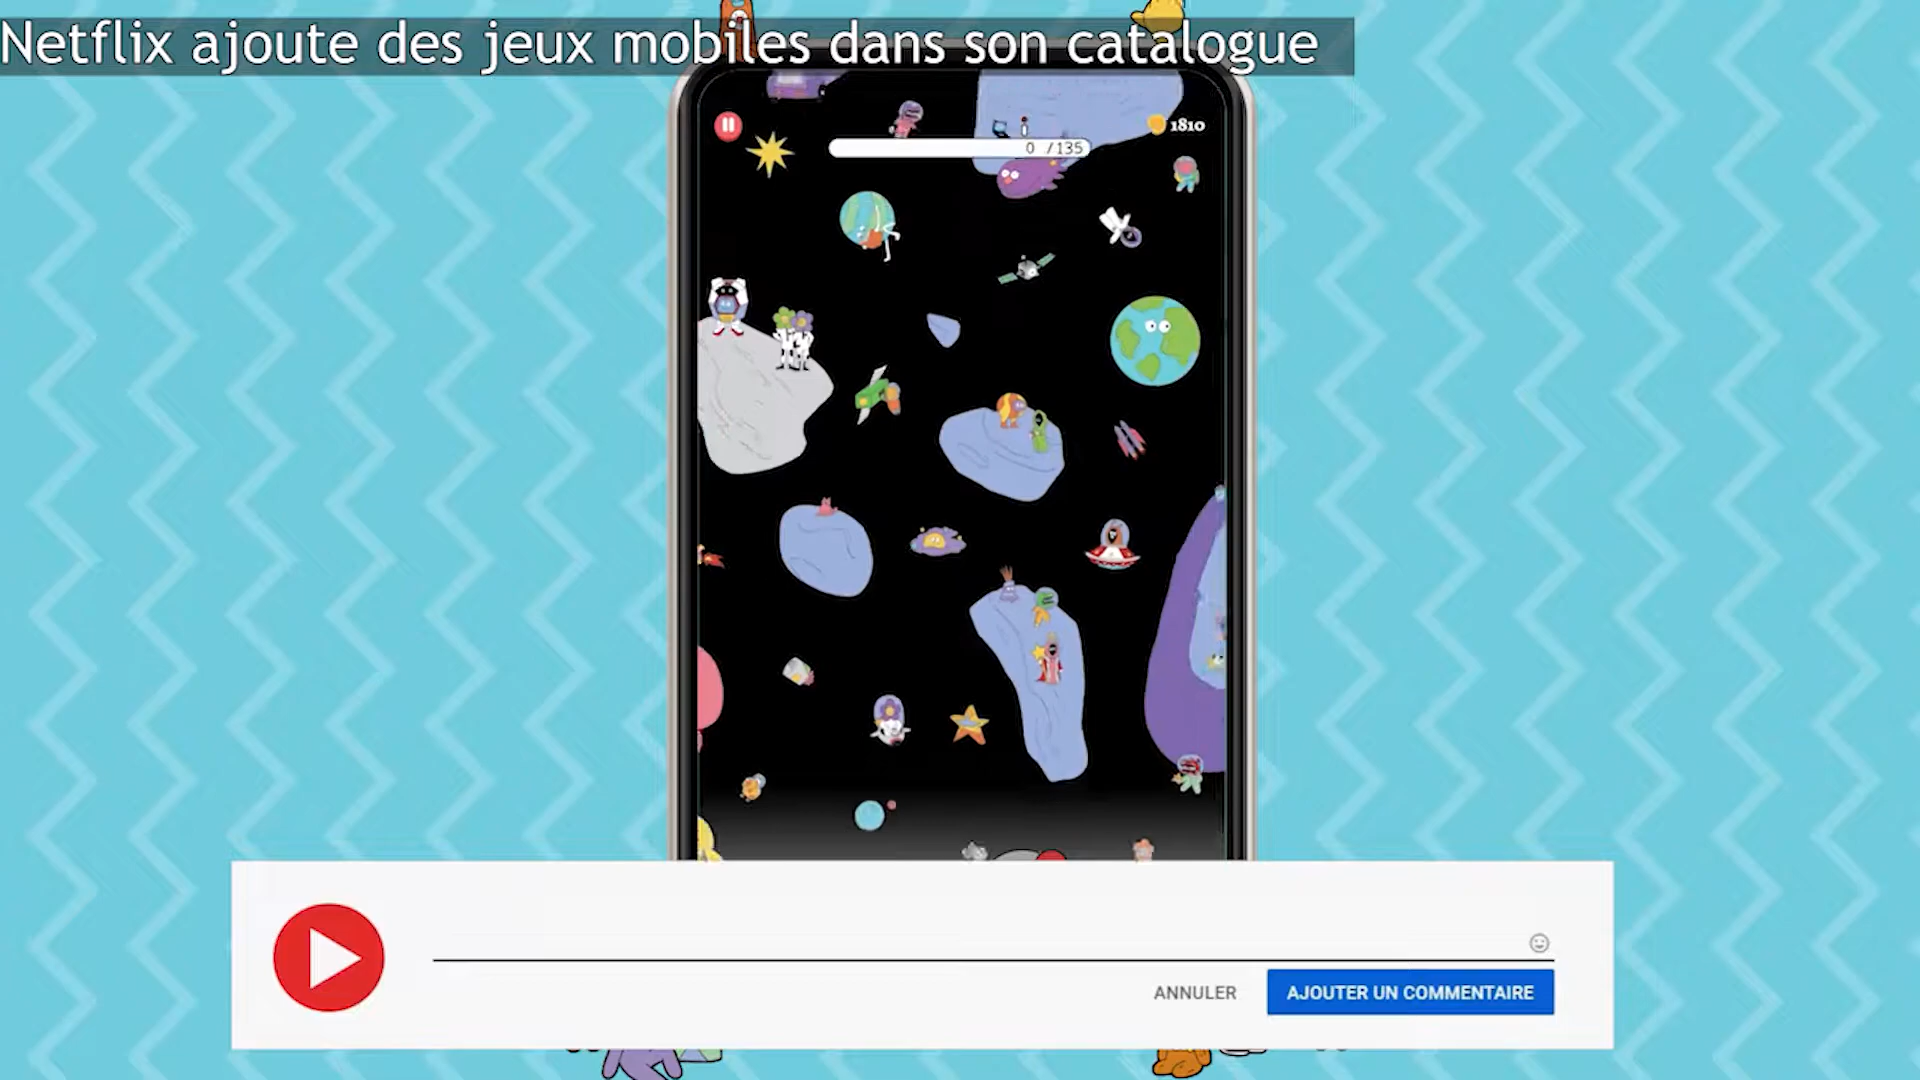 Netflix ajoute des jeux mobiles dans son catalogue
1810
0 /135
ANNULER
AJOUTER UN COMMENTAIRE